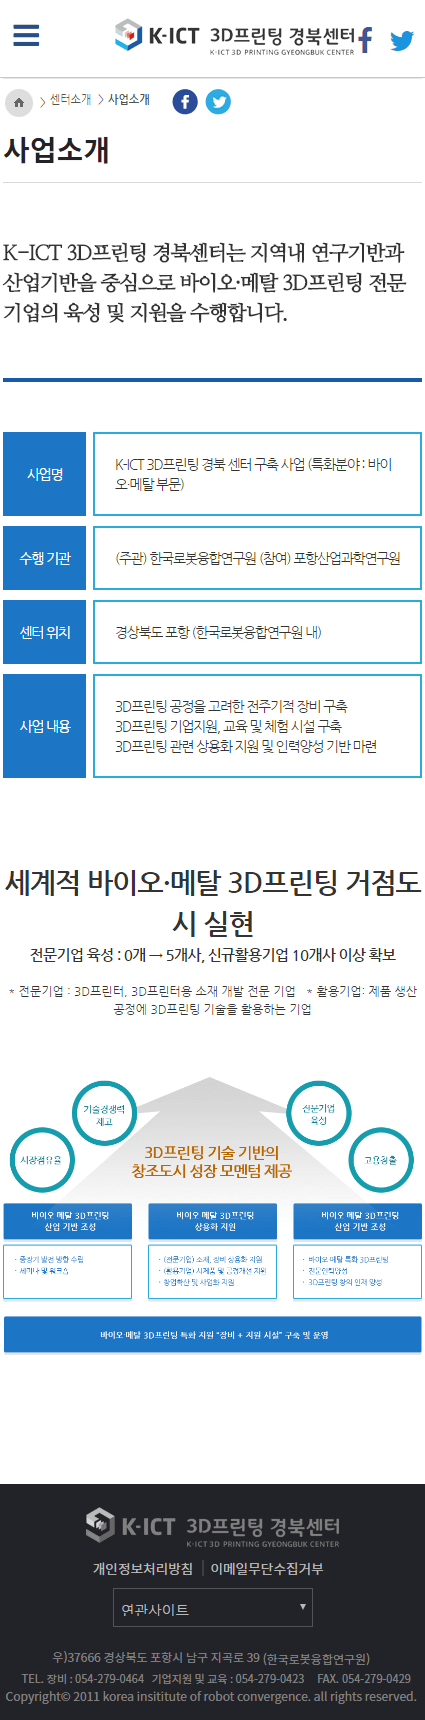 K-ICT 3D프린팅 경북센터
K-ICT 3D PRINTING GYEONGBUK CENTER
센터소개 > 사업소개
사업소개
K-ICT 3D프린팅 경북센터는 지역내 연구기반과
산업기반을 중심으로 바이오·메탈 3D프린팅 전문
기업의 육성 및 지원을 수행합니다.
사업명
K-ICT 3D프린팅 경북 센터 구축 사업 (특화분야 : 바이
오·메탈 부문)
수행 기관
(주관) 한국로봇융합연구원 (참여) 포항산업과학연구원
센터 위치
경상북도 포항 (한국로봇융합연구원 내)
사업 내용
3D프린팅 공정을 고려한 전주기적 장비 구축
3D프린팅 기업지원, 교육 및 체험 시설 구축
3D프린팅 관련 상용화 지원 및 인력양성 기반 마련
세계적 바이오·메탈 3D프린팅 거점도
시 실현
전문기업 육성 : 0개 → 5개사, 신규활용기업 10개사 이상 확보
* 전문기업 : 3D프린터, 3D프린터용 소재 개발 전문 기업 * 활용기업: 제품 생산
공정에 3D프린팅 기술을 활용하는 기업
기술경쟁력
제고
전문기업
육성
시장점유율
고용창출
3D프린팅 기술 기반의
창조도시 성장 모멘텀 제공
바이오 메탈 3D프린팅
산업 기반 조성
바이오 메탈 3D프린팅
상용화 지원
바이오 메탈 3D프린팅
산업 기반 조성
· 중장기 발전 방향 수립
· 세미나 및 워크숍
· (전문기업) 소재, 장비 상용화 지원
· (활용기업) 시제품 및 공정개선 지원
· 창업확산 및 사업화 지원
· 바이오 메탈 특화 3D프린팅
· 전문인력양성
· 3D프린팅 창의 인재 양성
바이오·메탈 3D프린팅 특화 지원 "장비 + 지원 시설" 구축 및 운영
K-ICT 3D프린팅 경북센터
K-ICT 3D PRINTING GYEONGBUK CENTER
개인정보처리방침 | 이메일무단수집거부
연관사이트
우)37666 경상북도 포항시 남구 지곡로 39 (한국로봇융합연구원)
TEL. 장비 : 054-279-0464 기업지원 및 교육 : 054-279-0423 FAX. 054-279-0429
Copyright© 2011 korea insititute of robot convergence. all rights reserved.